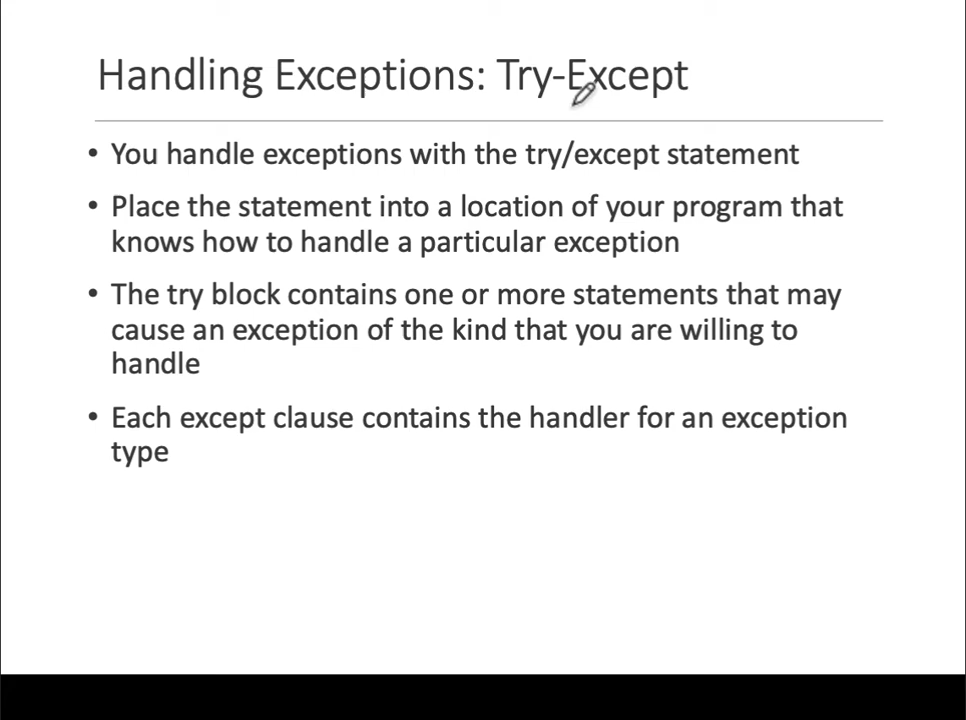 Handling Exceptions: Try-Except
• You handle exceptions with the try/except statement
• Place the statement into a location of your program that
knows how to handle a particular exception
• The try block contains one or more statements that may
cause an exception of the kind that you are willing to
handle
• Each except clause contains the handler for an exception
type